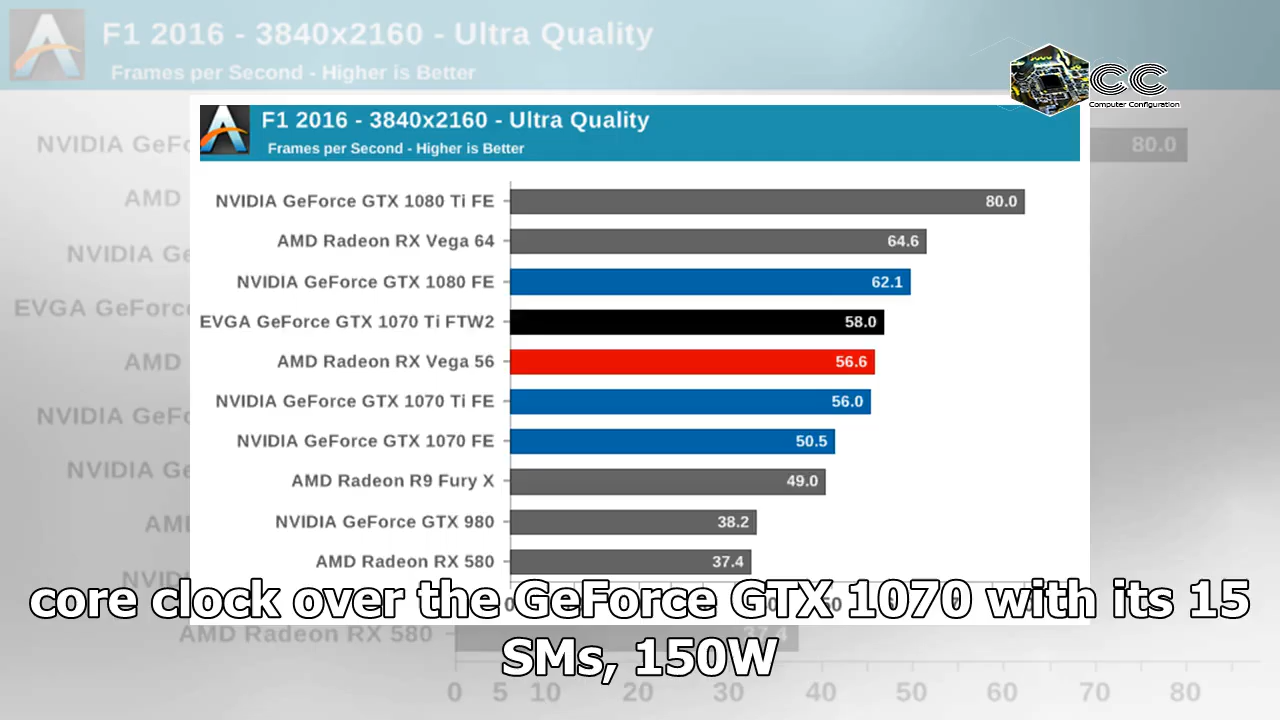 F1 2016 - 3840x2160 - Ultra Quality
Frames per Second - Higher is Better
CC
Computer Configuration
F1 2016 - 3840x2160 - Ultra Quality
Frames per Second - Higher is Better
NVIDIA GeForce GTX 1080 Ti FE 80.0
AMD Radeon RX Vega 64 64.6
NVIDIA GeForce GTX 1080 FE 62.1
EVGA GeForce GTX 1070 Ti FTW2 58.0
AMD Radeon RX Vega 56 56.6
NVIDIA GeForce GTX 1070 Ti FE 56.0
NVIDIA GeForce GTX 1070 FE 50.5
AMD Radeon R9 Fury X 49.0
NVIDIA GeForce GTX 980 38.2
AMD Radeon RX 580 37.4
core clock over the GeForce GTX 1070 with its 15
SMs, 150W
80.0
AMD Radeon RX 580 37.4
0 5 10 20 30 40 50 60 70 80